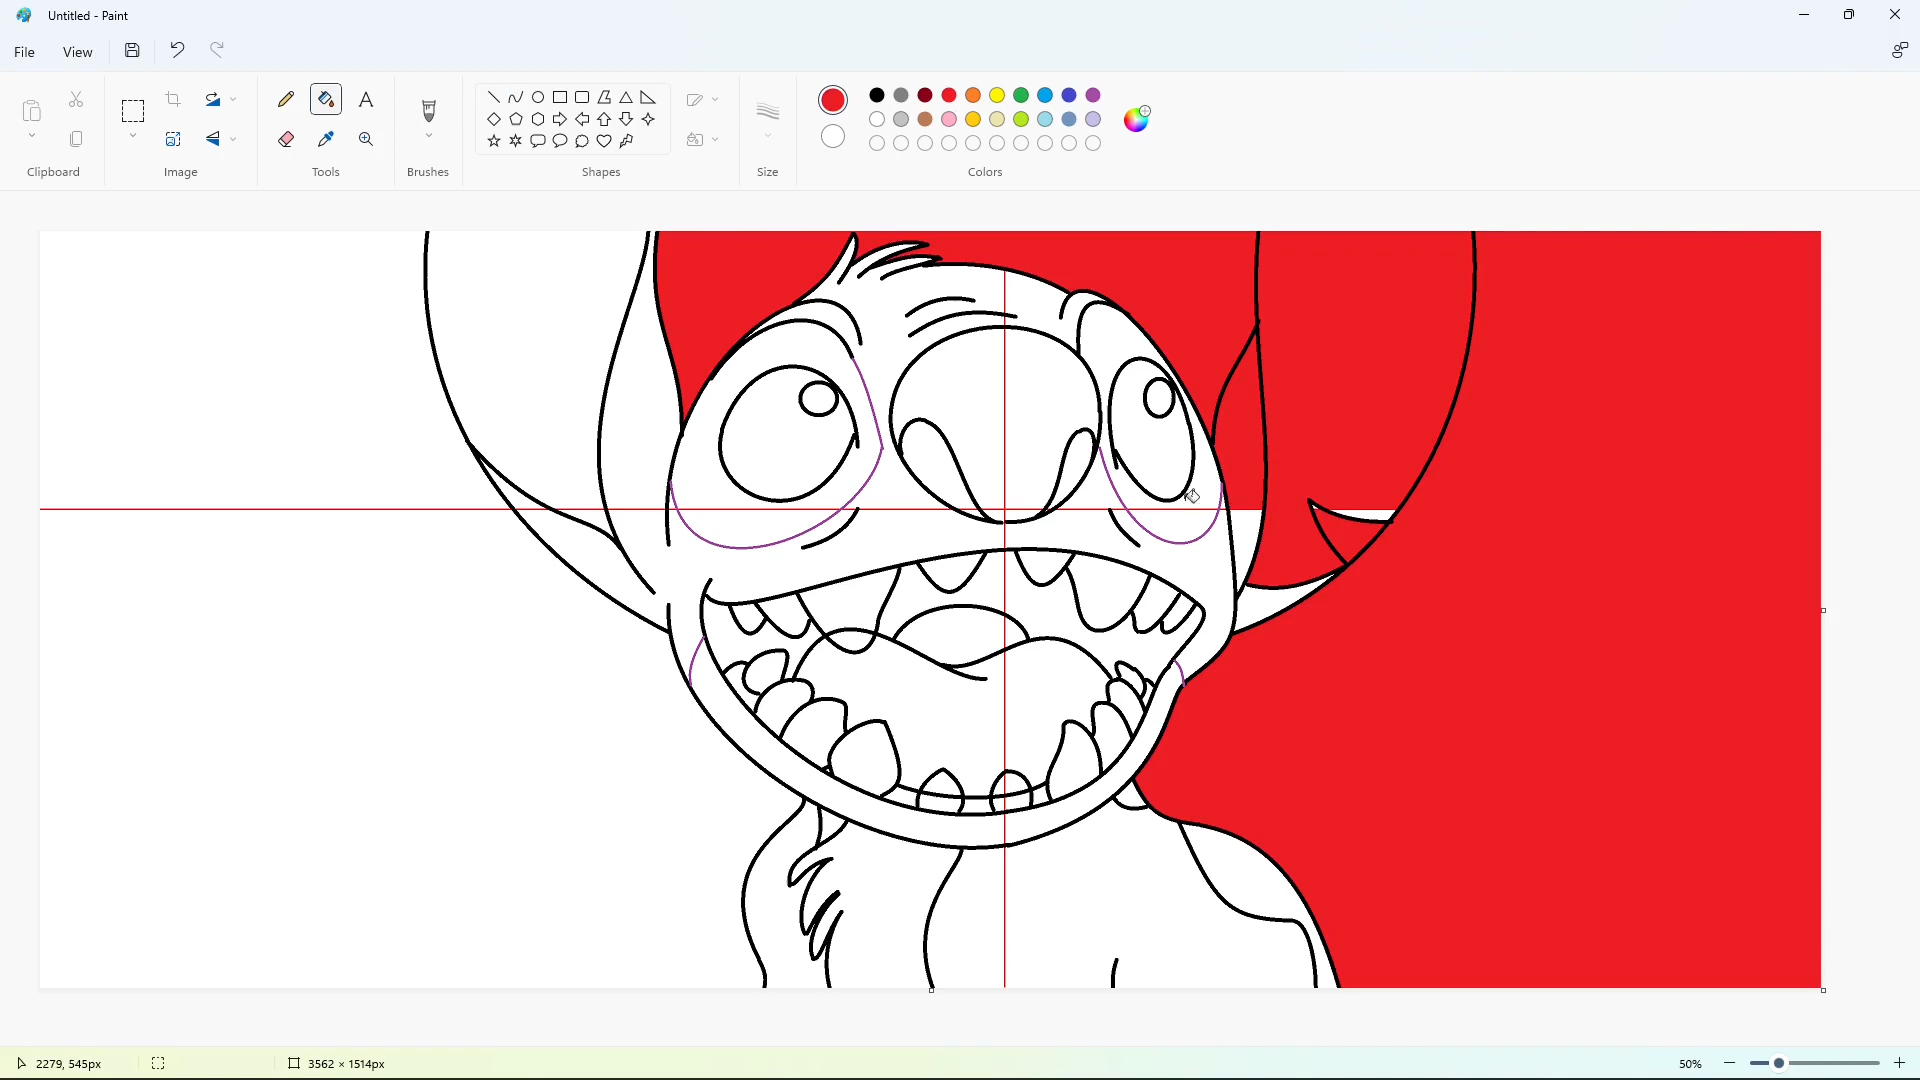 Untitled - Paint
File View
Clipboard Image Tools Brushes Shapes Size Colors
2279, 545px 3562 × 1514px 50%